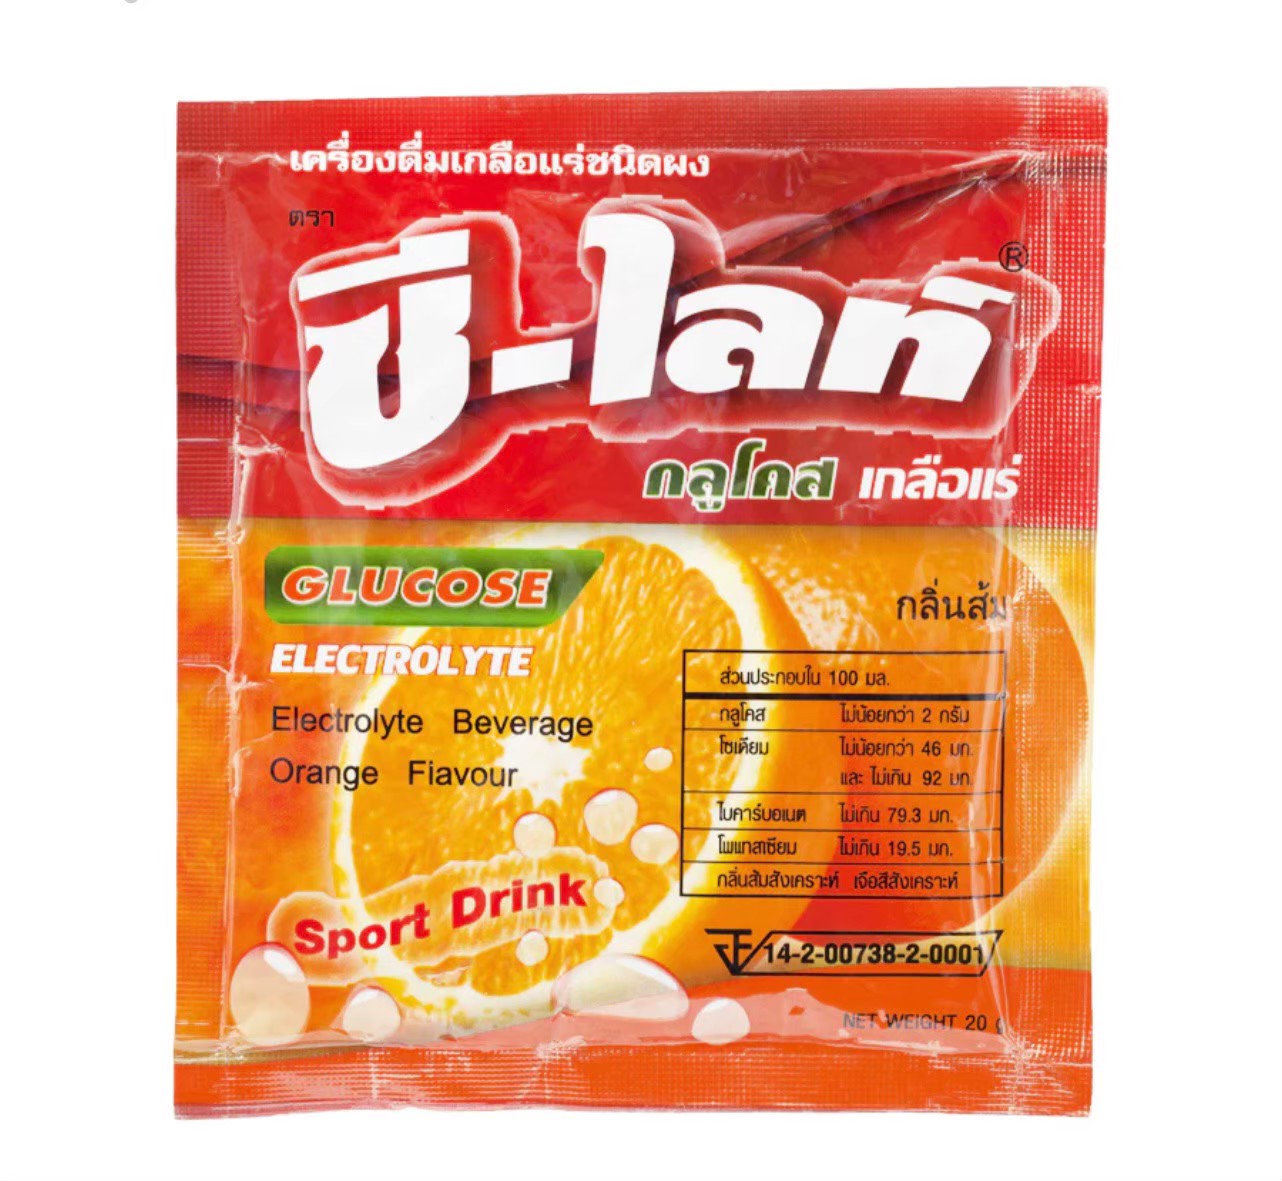 เครื่องดื่มเกลือแร่ชนิดผง
ตรา
ซี-ไลท์ ®
กลูโคส เกลือแร่
GLUCOSE
ELECTROLYTE
Electrolyte Beverage
Orange Fiavour
Sport Drink
กลิ่นส้ม
ส่วนประกอบใน 100 มล.
กลูโคส ไม่น้อยกว่า 2 กรัม
โซเดียม ไม่น้อยกว่า 46 มก.
และ ไม่เกิน 92 มก.
ไบคาร์บอเนต ไม่เกิน 79.3 มก.
โพแทสเซียม ไม่เกิน 19.5 มก.
กลิ่นส้มสังเคราะห์ เจือสีสังเคราะห์
14-2-00738-2-0001
NET WEIGHT 20 g